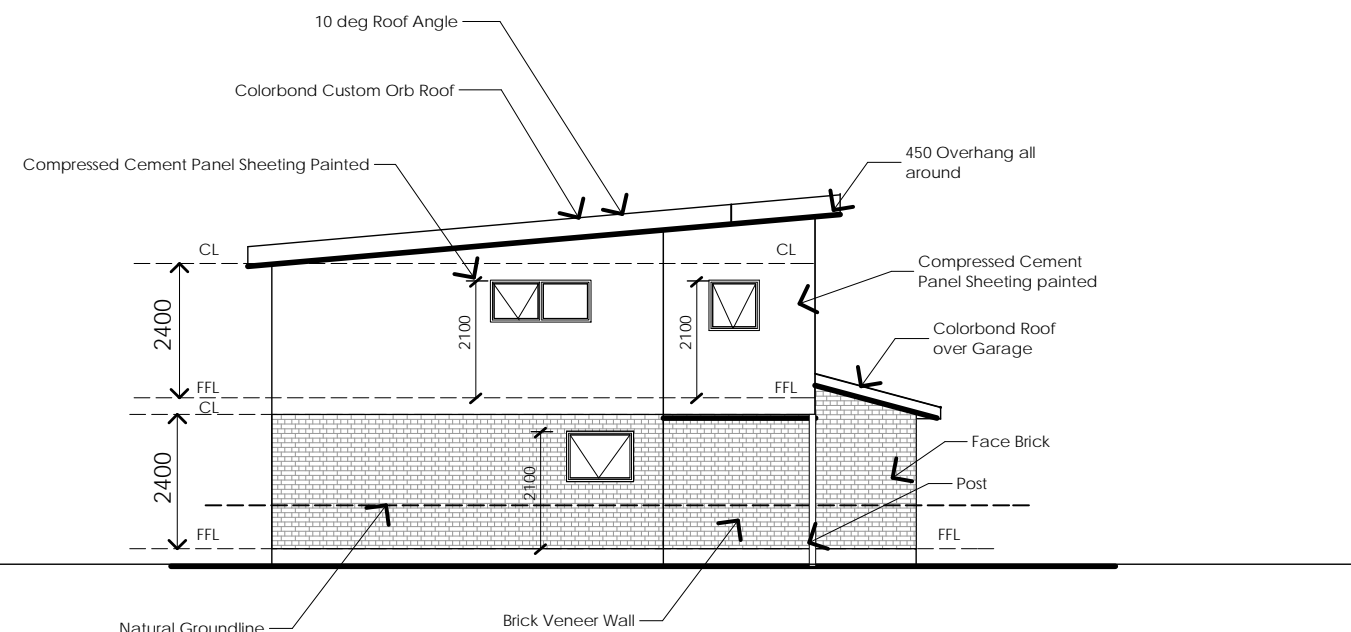 10 deg Roof Angle
Colorbond Custom Orb Roof
450 Overhang all
around
Compressed Cement Panel Sheeting Painted
CL
CL
Compressed Cement
Panel Sheeting painted
2400
2100
2100
Colorbond Roof
over Garage
FFL
FFL
CL
Face Brick
2400
2100
Post
FFL
FFL
Natural Groundline
Brick Veneer Wall